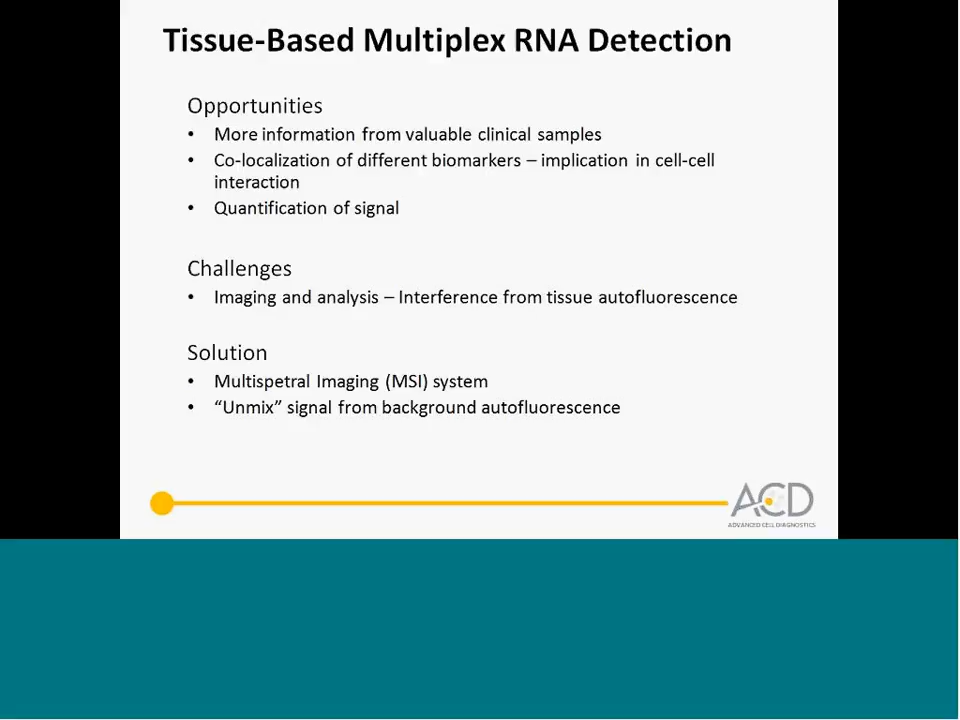 Tissue-Based Multiplex RNA Detection
Opportunities
• More information from valuable clinical samples
• Co-localization of different biomarkers – implication in cell-cell
interaction
• Quantification of signal
Challenges
• Imaging and analysis – Interference from tissue autofluorescence
Solution
• Multispetral Imaging (MSI) system
• “Unmix” signal from background autofluorescence
ACD
ADVANCED CELL DIAGNOSTICS